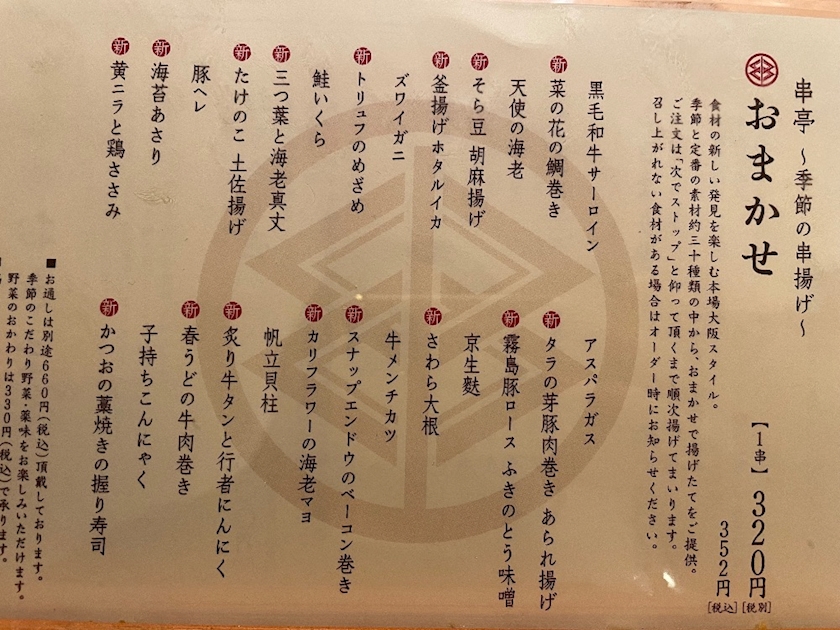 串亭 ～季節の串揚げ～
おまかせ
【1串】 320円[税別]
352円[税込]
食材の新しい発見を楽しむ本場大阪スタイル。
季節と定番の素材約三十種類の中から、おまかせで揚げたてをご提供。
ご注文は「次でストップ」と仰って頂くまで順次揚げてまいります。
召し上がれない食材がある場合はオーダー時にお知らせください。
黒毛和牛サーロイン
新 菜の花の鯛巻き
天使の海老
新 そら豆 胡麻揚げ
新 釜揚げホタルイカ
ズワイガニ
新 トリュフのめざめ
鮭いくら
新 三つ葉と海老真丈
新 たけのこ 土佐揚げ
豚ヘレ
新 海苔あさり
新 黄ニラと鶏ささみ
アスパラガス
新 タラの芽豚肉巻き あられ揚げ
新 霧島豚ロース ふきのとう味噌
京生麩
新 さわら大根
牛メンチカツ
新 スナップエンドウのベーコン巻き
新 カリフラワーの海老マヨ
帆立貝柱
新 炙り牛タンと行者にんにく
新 春うどの牛肉巻き
子持ちこんにゃく
新 かつおの藁焼きの握り寿司
■お通しは別途660円(税込)頂戴しております。
季節のこだわり野菜・薬味をお楽しみいただけます。
野菜のおかわりは330円(税込)で承ります。